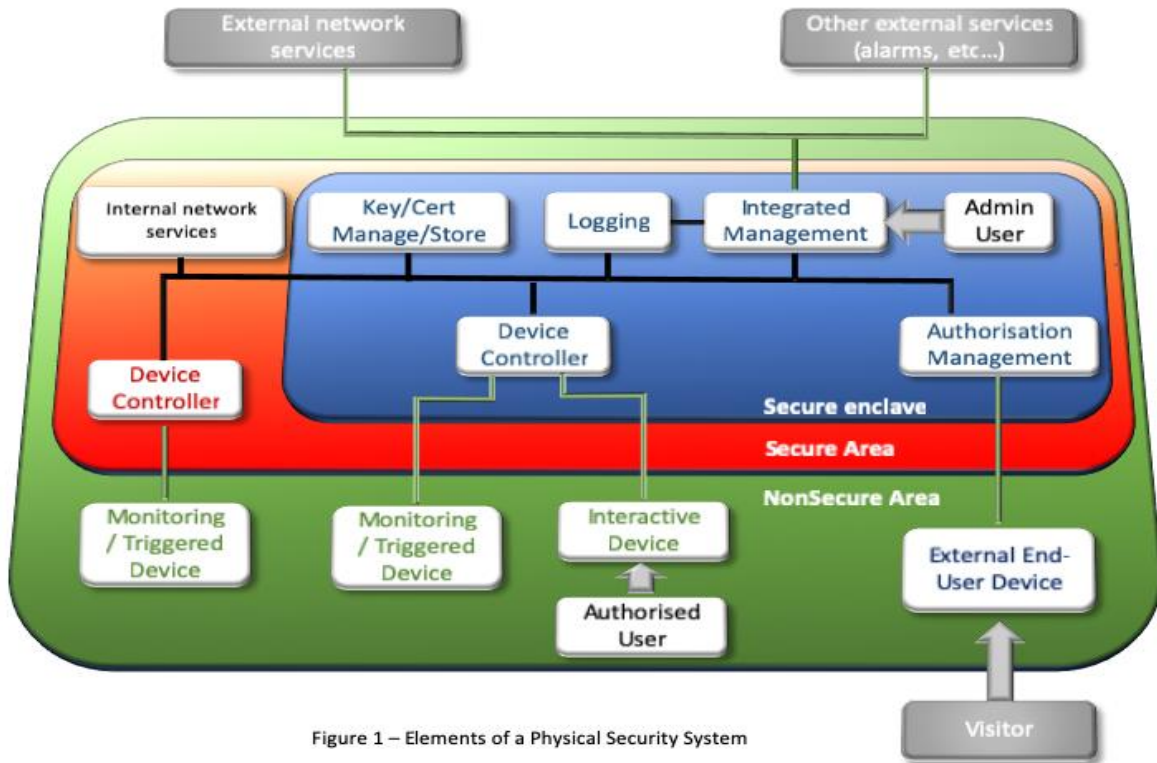 External network
services
Other external services
(alarms, etc...)
Internal network
services
Key/Cert
Manage/Store
Logging
Integrated
Management
Admin
User
Device
Controller
Authorisation
Management
Device
Controller
Secure enclave
Secure Area
NonSecure Area
Monitoring
/ Triggered
Device
Monitoring
/ Triggered
Device
Interactive
Device
External End-
User Device
Authorised
User
Visitor
Figure 1 – Elements of a Physical Security System